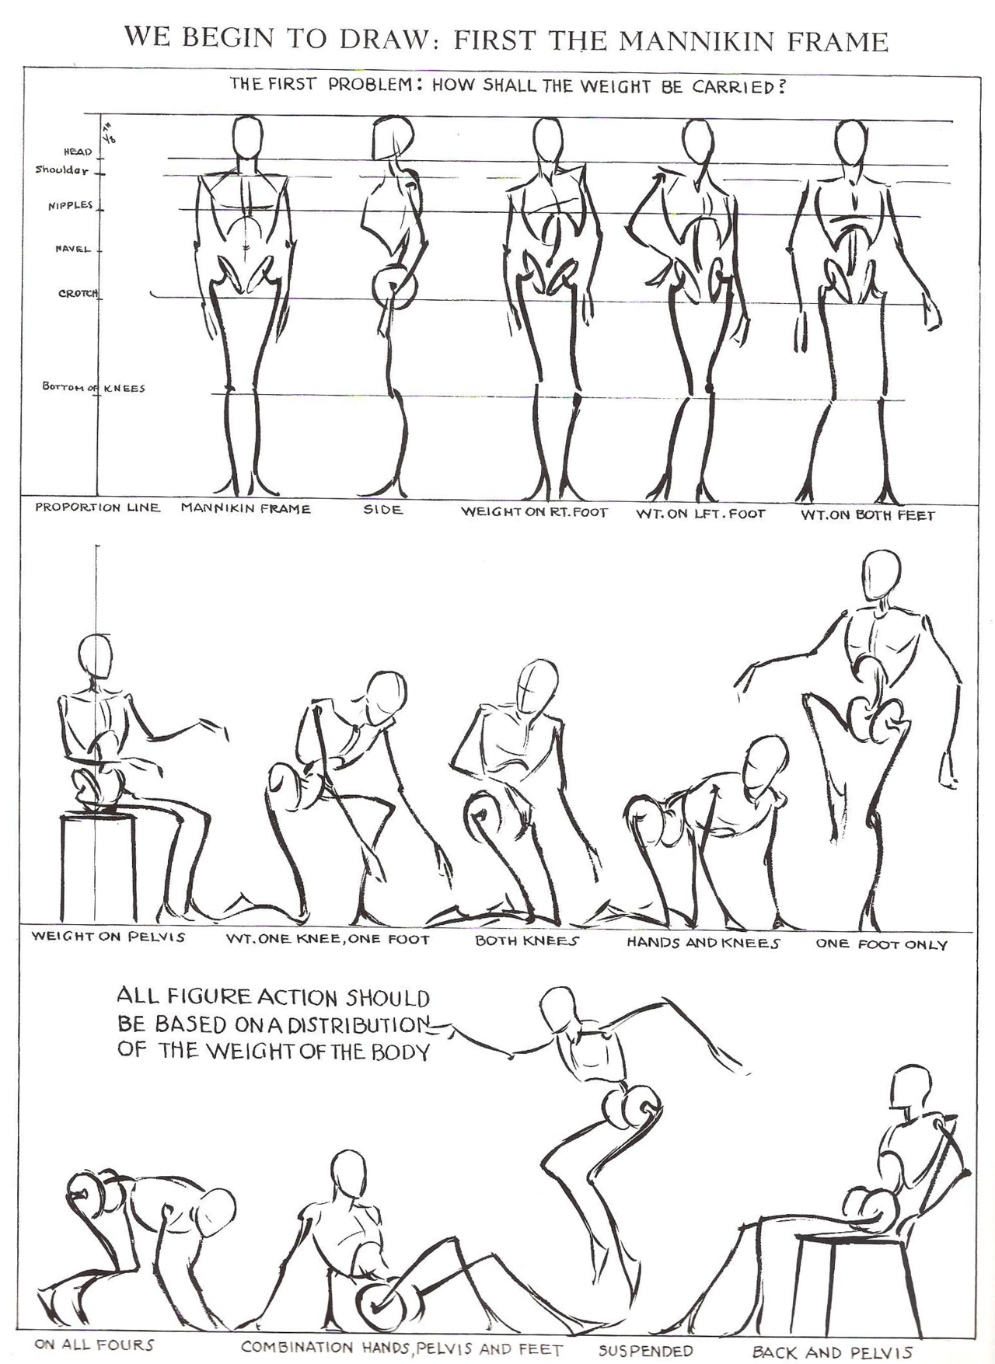 WE BEGIN TO DRAW: FIRST THE MANNIKIN FRAME
THE FIRST PROBLEM: HOW SHALL THE WEIGHT BE CARRIED?
1/8 TH
HEAD
Shoulder
NIPPLES
NAVEL
CROTCH
BOTTOM OF KNEES
PROPORTION LINE MANNIKIN FRAME SIDE WEIGHT ON RT. FOOT WT. ON LFT. FOOT WT. ON BOTH FEET
WEIGHT ON PELVIS WT. ONE KNEE, ONE FOOT BOTH KNEES HANDS AND KNEES ONE FOOT ONLY
ALL FIGURE ACTION SHOULD
BE BASED ON A DISTRIBUTION
OF THE WEIGHT OF THE BODY
ON ALL FOURS COMBINATION HANDS, PELVIS AND FEET SUSPENDED BACK AND PELVIS